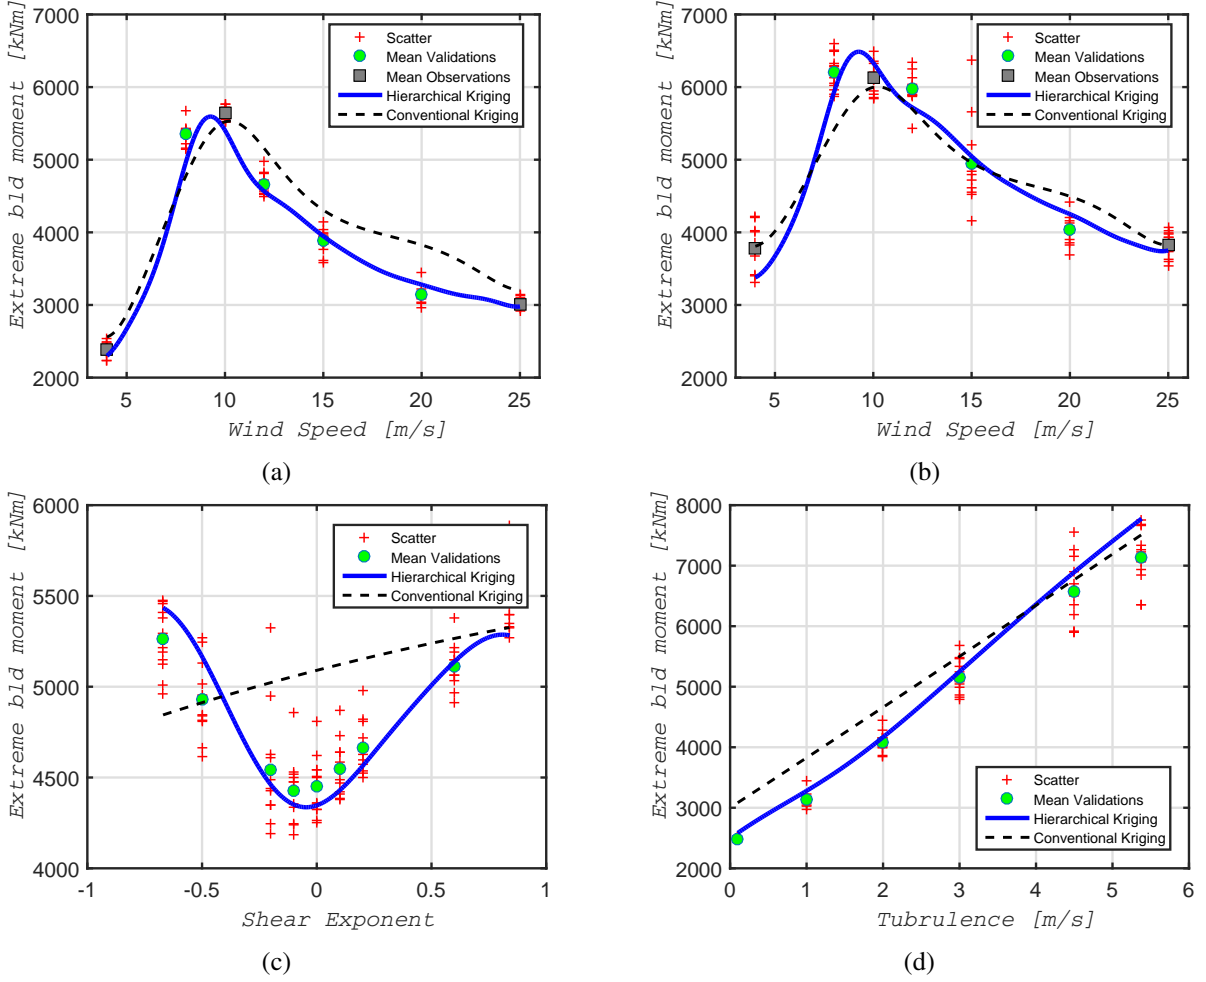 7000
6000
5000
4000
3000
2000
5
10
15
20
25
Extreme bld moment [kNm]
Wind Speed [m/s]
Scatter
Mean Validations
Mean Observations
Hierarchical Kriging
Conventional Kriging
(a)
7000
6000
5000
4000
3000
2000
5
10
15
20
25
Extreme bld moment [kNm]
Wind Speed [m/s]
Scatter
Mean Validations
Mean Observations
Hierarchical Kriging
Conventional Kriging
(b)
6000
5500
5000
4500
4000
-1
-0.5
0
0.5
1
Extreme bld moment [kNm]
Shear Exponent
Scatter
Mean Validations
Hierarchical Kriging
Conventional Kriging
(c)
8000
7000
6000
5000
4000
3000
2000
0
1
2
3
4
5
6
Extreme bld moment [kNm]
Tubrulence [m/s]
Scatter
Mean Validations
Hierarchical Kriging
Conventional Kriging
(d)